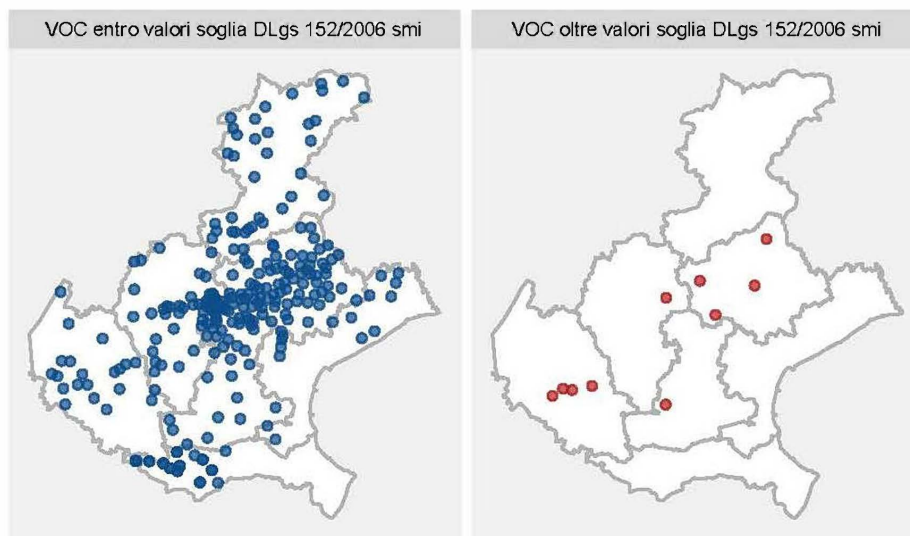 VOC entro valori soglia DLgs 152/2006 smi
VOC oltre valori soglia DLgs 152/2006 smi